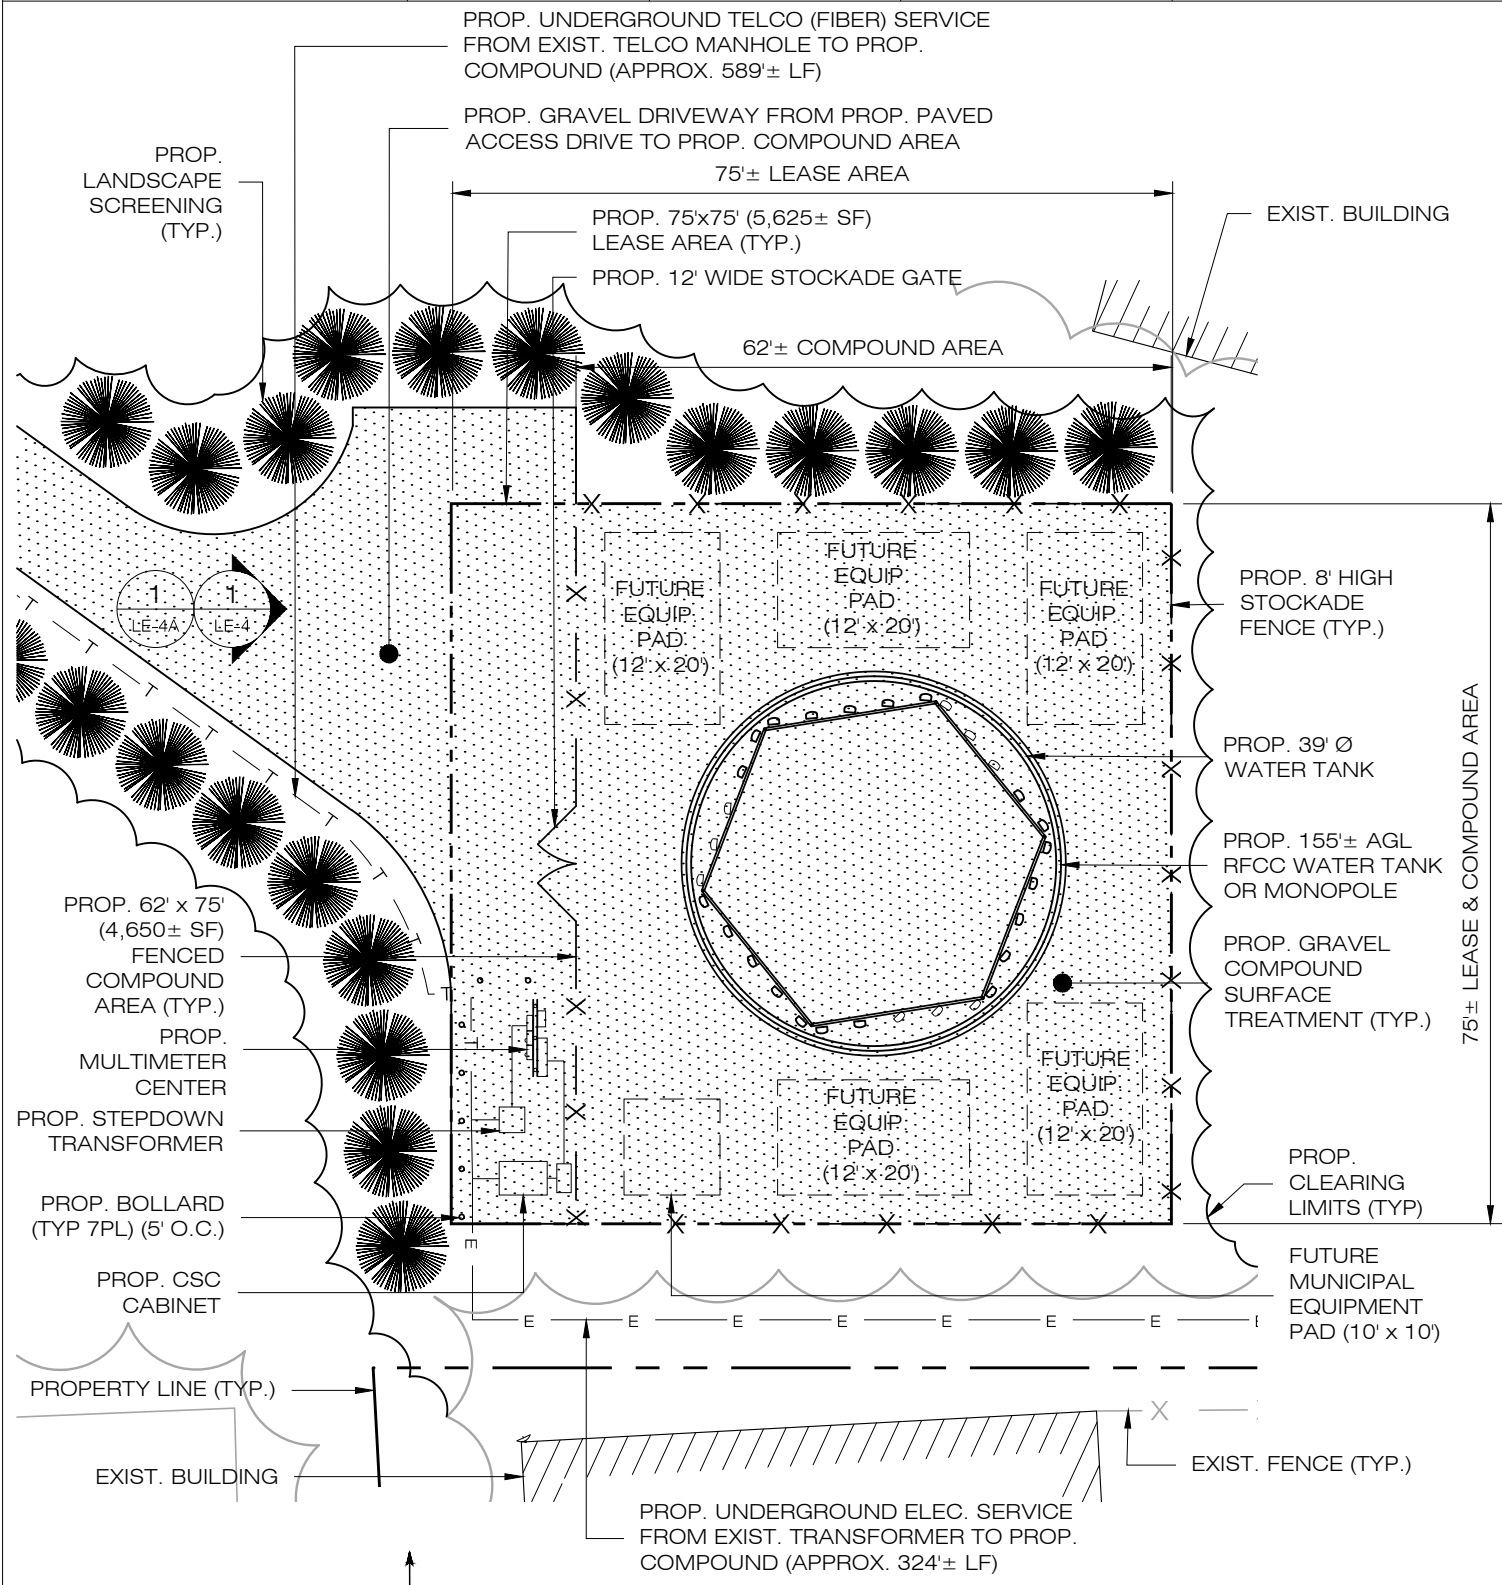 PROP. UNDERGROUND TELCO (FIBER) SERVICE
FROM EXIST. TELCO MANHOLE TO PROP.
COMPOUND (APPROX. 589'± LF)
PROP. GRAVEL DRIVEWAY FROM PROP. PAVED
ACCESS DRIVE TO PROP. COMPOUND AREA
PROP.
LANDSCAPE
SCREENING
(TYP.)
75'± LEASE AREA
PROP. 75'x75' (5,625± SF)
LEASE AREA (TYP.)
EXIST. BUILDING
PROP. 12' WIDE STOCKADE GATE
62'± COMPOUND AREA
FUTURE
EQUIP.
PAD
(12' x 20')
FUTURE
EQUIP.
PAD
(12' x 20')
FUTURE
EQUIP.
PAD
(12' x 20')
PROP. 8' HIGH
STOCKADE
FENCE (TYP.)
1
LE-4A
1
LE-4
T
T
T
T
T
T
T
T
75'± LEASE & COMPOUND AREA
PROP. 39' Ø
WATER TANK
PROP. 155'± AGL
RFCC WATER TANK
OR MONOPOLE
PROP. 62' x 75'
(4,650± SF)
FENCED
COMPOUND
AREA (TYP.)
PROP. GRAVEL
COMPOUND
SURFACE
TREATMENT (TYP.)
PROP.
MULTIMETER
CENTER
PROP. STEPDOWN
TRANSFORMER
FUTURE
EQUIP.
PAD
(12' x 20')
FUTURE
EQUIP.
PAD
(12' x 20')
PROP. BOLLARD
(TYP 7PL) (5' O.C.)
PROP.
CLEARING
LIMITS (TYP)
PROP. CSC
CABINET
FUTURE
MUNICIPAL
EQUIPMENT
PAD (10' x 10')
E
E E E E E E E
PROPERTY LINE (TYP.)
X
EXIST. BUILDING
EXIST. FENCE (TYP.)
PROP. UNDERGROUND ELEC. SERVICE
FROM EXIST. TRANSFORMER TO PROP.
COMPOUND (APPROX. 324'± LF)